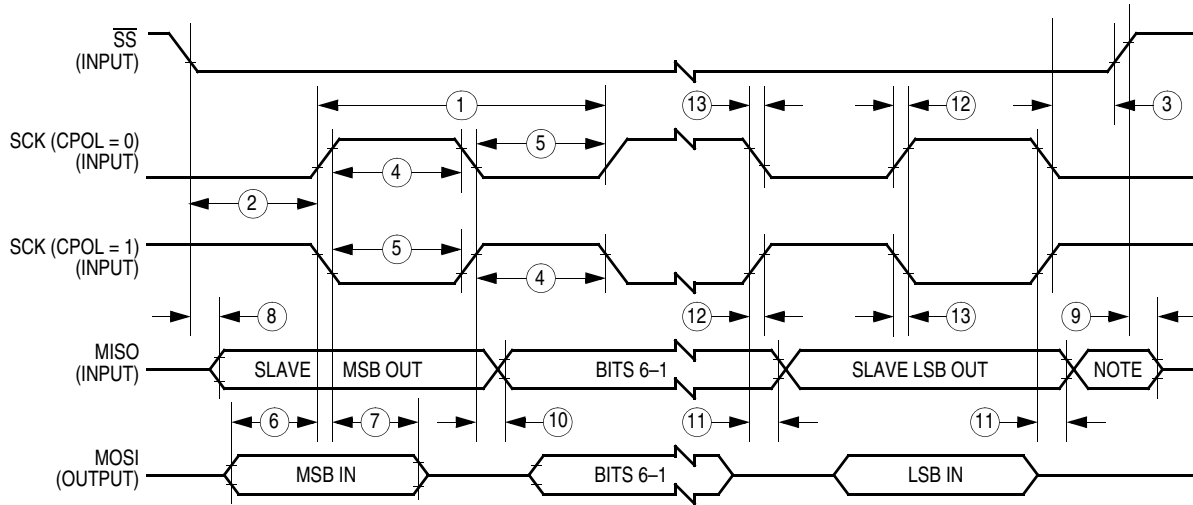 SS
(INPUT)
1
13
12
3
SCK (CPOL = 0)
(INPUT)
5
4
2
SCK (CPOL = 1)
(INPUT)
5
4
8
12
13
9
MISO
(INPUT)
SLAVE MSB OUT
BITS 6–1
SLAVE LSB OUT
NOTE
6
7
10
11
11
MOSI
(OUTPUT)
MSB IN
BITS 6–1
LSB IN